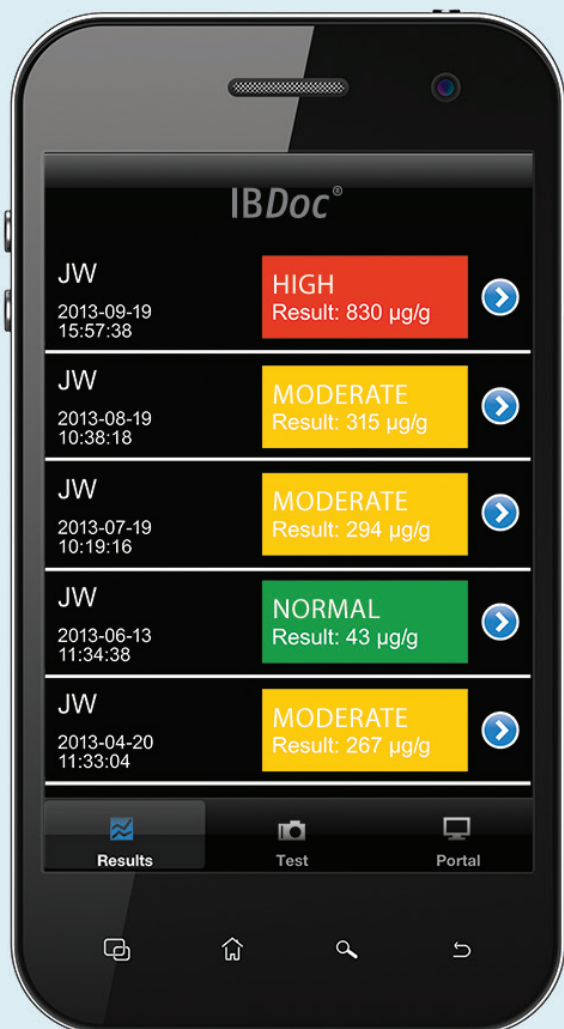 IBDoc®
JW
2013-09-19
15:57:38
HIGH
Result: 830 µg/g
JW
2013-08-19
10:38:18
MODERATE
Result: 315 µg/g
JW
2013-07-19
10:19:16
MODERATE
Result: 294 µg/g
JW
2013-06-13
11:34:38
NORMAL
Result: 43 µg/g
JW
2013-04-20
11:33:04
MODERATE
Result: 267 µg/g
Results
Test
Portal